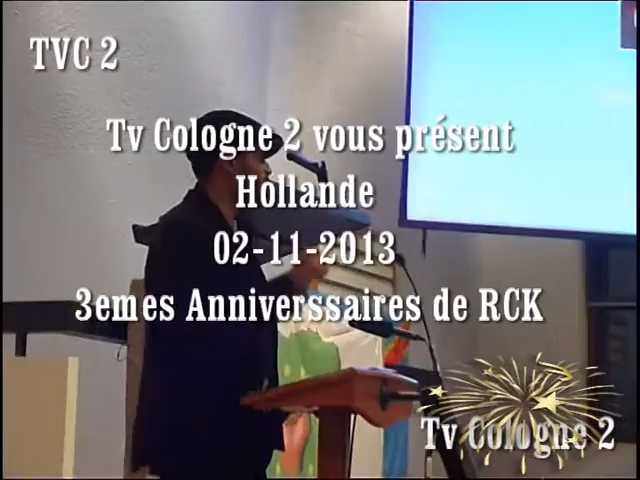 TVC 2
Tv Cologne 2 vous présent
Hollande
02-11-2013
3emes Anniverssaires de RCK
Tv Cologne 2